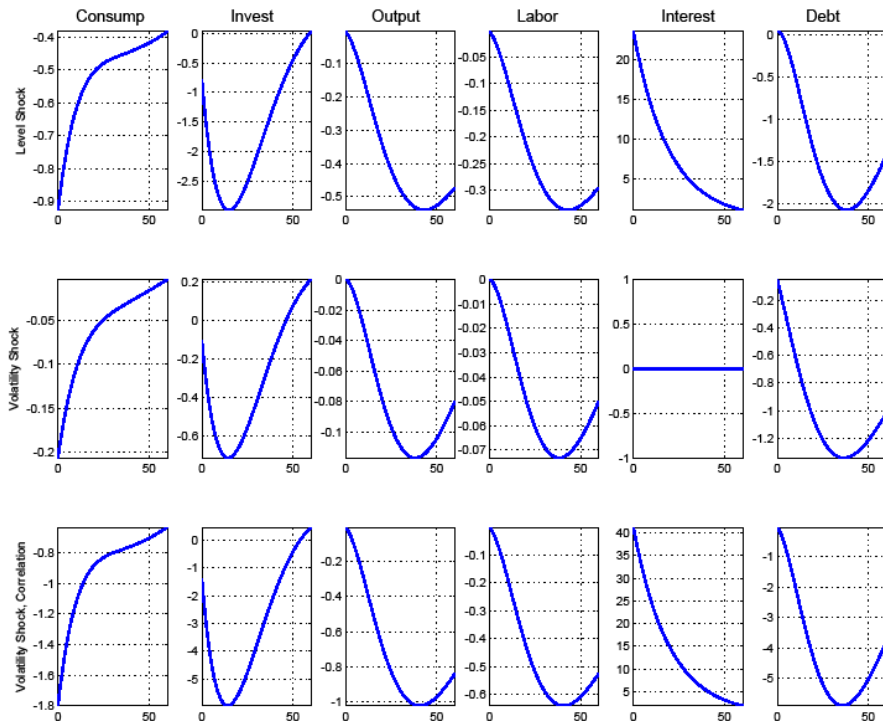 Consump Invest Output Labor Interest Debt
Level Shock
-0.4 -0.5 -0.6 -0.7 -0.8 -0.9 0 50
0 -0.5 -1 -1.5 -2 -2.5 0 50
-0.1 -0.2 -0.3 -0.4 -0.5 0 50
-0.05 -0.1 -0.15 -0.2 -0.25 -0.3 0 50
20 15 10 5 0 50
0 -0.5 -1 -1.5 -2 0 50
Volatility Shock
-0.05 -0.1 -0.15 -0.2 0 50
0.2 0 -0.2 -0.4 -0.6 0 50
0 -0.02 -0.04 -0.06 -0.08 -0.1 0 50
0 -0.01 -0.02 -0.03 -0.04 -0.05 -0.06 -0.07 0 50
1 0.5 0 -0.5 -1 0 50
-0.2 -0.4 -0.6 -0.8 -1 -1.2 0 50
Volatility Shock, Correlation
-0.8 -1 -1.2 -1.4 -1.6 -1.8 0 50
0 -1 -2 -3 -4 -5 0 50
-0.2 -0.4 -0.6 -0.8 -1 0 50
-0.1 -0.2 -0.3 -0.4 -0.5 -0.6 0 50
40 35 30 25 20 15 10 5 0 50
-1 -2 -3 -4 -5 0 50